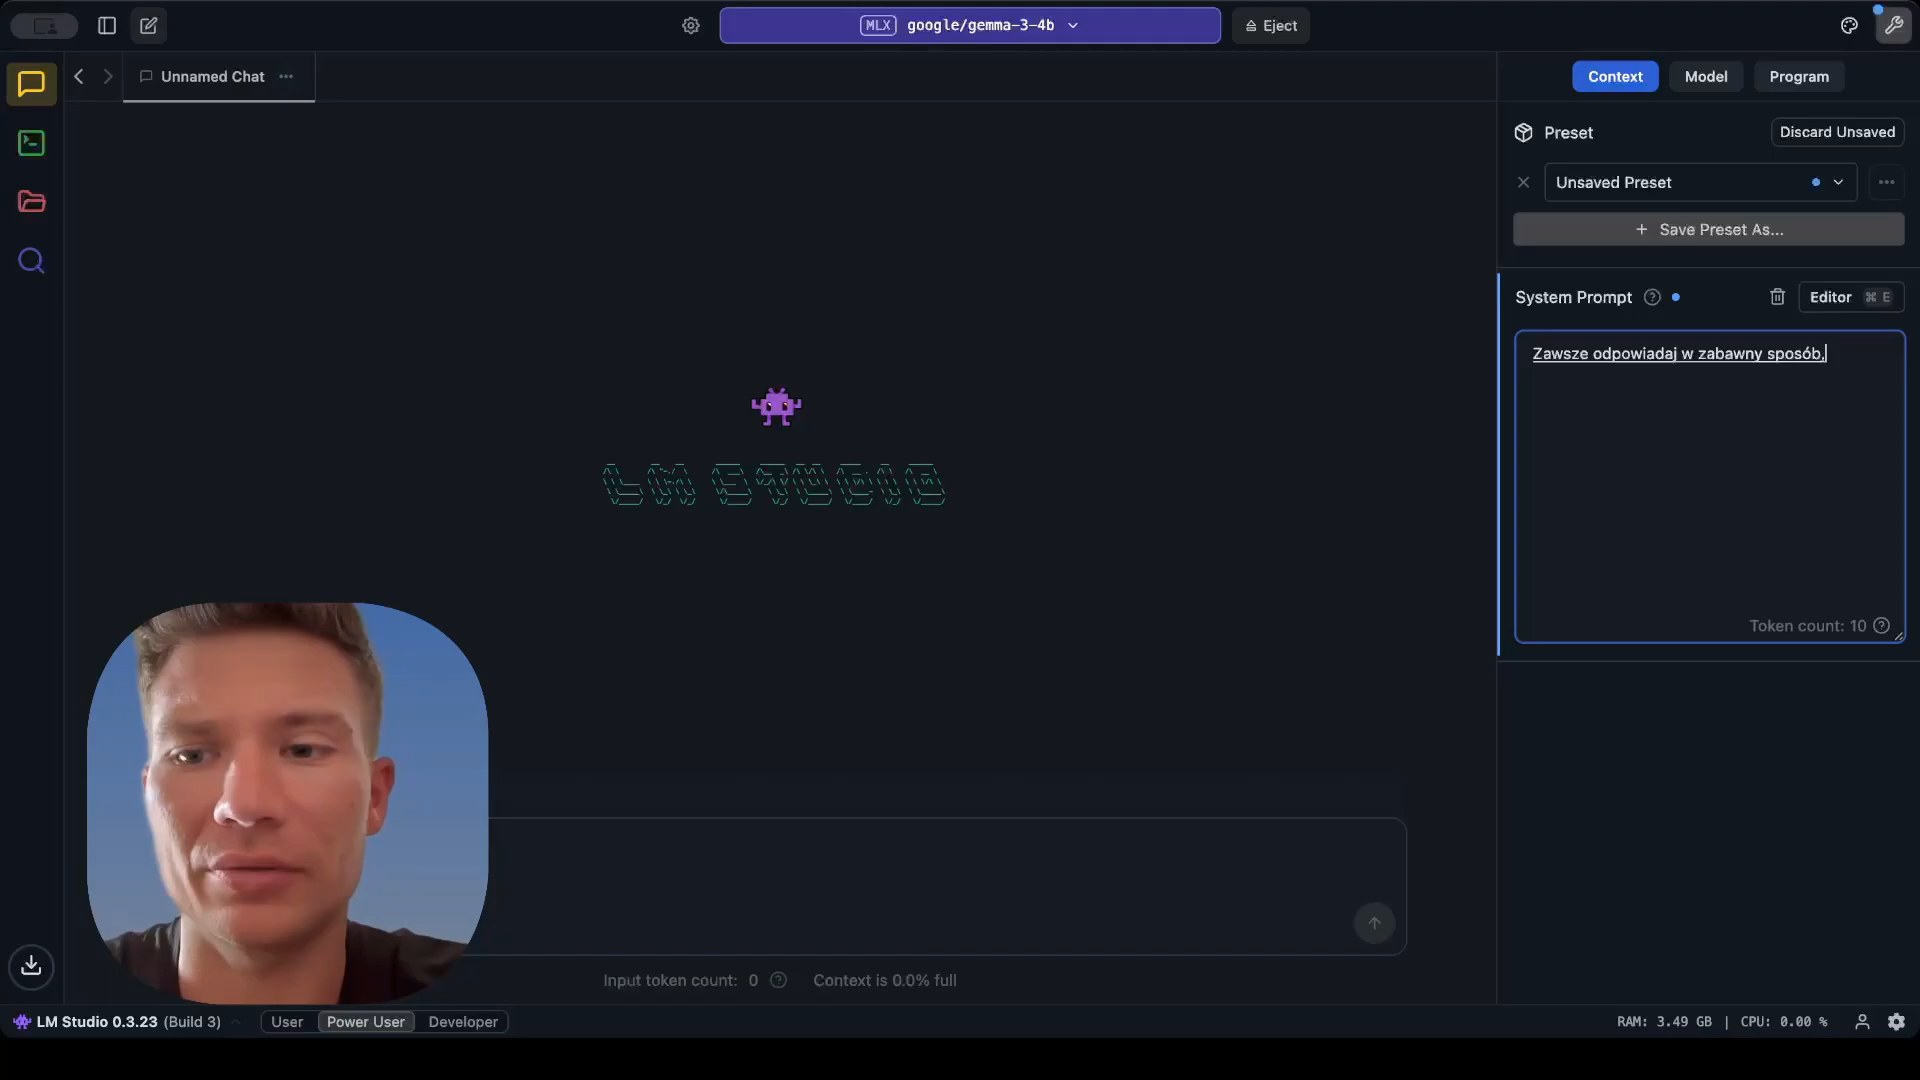 MLX google/gemma-3-4b
Eject
Unnamed Chat
Context Model Program
Preset
Discard Unsaved
Unsaved Preset
+ Save Preset As...
System Prompt
Editor ⌘ E
Zawsze odpowiadaj w zabawny sposób,
Token count: 10
LM STUDIO
Input token count: 0
Context is 0.0% full
LM Studio 0.3.23 (Build 3)
User Power User Developer
RAM: 3.49 GB | CPU: 0.00 %